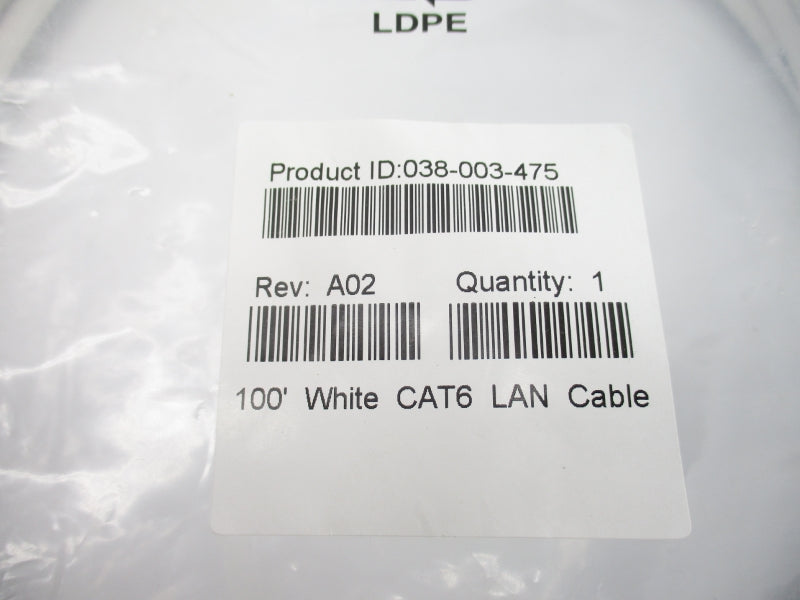 LDPE
Product ID:038-003-475
Rev: A02 Quantity: 1
100' White CAT6 LAN Cable